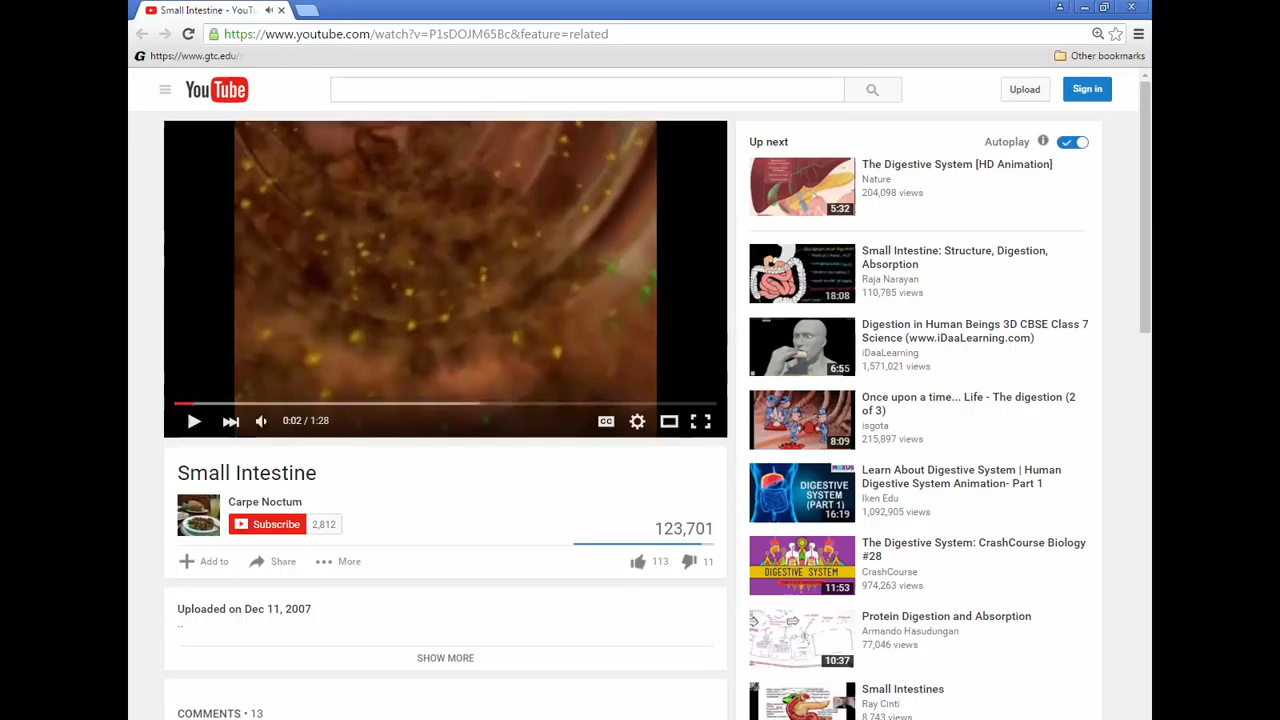 Small Intestine - YouTu
https://www.youtube.com/watch?v=P1sDOJM65Bc&feature=related
https://www.gtc.edu/
Other bookmarks
YouTube
Upload
Sign in
Up next
Autoplay
The Digestive System [HD Animation]
Nature
204,098 views
5:32
Small Intestine: Structure, Digestion,
Absorption
Raja Narayan
110,785 views
18:08
Digestion in Human Beings 3D CBSE Class 7
Science (www.iDaaLearning.com)
iDaaLearning
1,571,021 views
6:55
Once upon a time... Life - The digestion (2
of 3)
isgota
215,897 views
8:09
Learn About Digestive System | Human
Digestive System Animation- Part 1
Iken Edu
1,092,905 views
DIGESTIVE
SYSTEM
(PART 1)
16:19
The Digestive System: CrashCourse Biology
#28
CrashCourse
974,263 views
DIGESTIVE SYSTEM
11:53
Protein Digestion and Absorption
Armando Hasudungan
77,046 views
10:37
Small Intestines
Ray Cinti
8,743 views
0:02 / 1:28
CC
Small Intestine
Carpe Noctum
Subscribe
2,812
123,701
Add to
Share
More
113
11
Uploaded on Dec 11, 2007
..
SHOW MORE
COMMENTS • 13